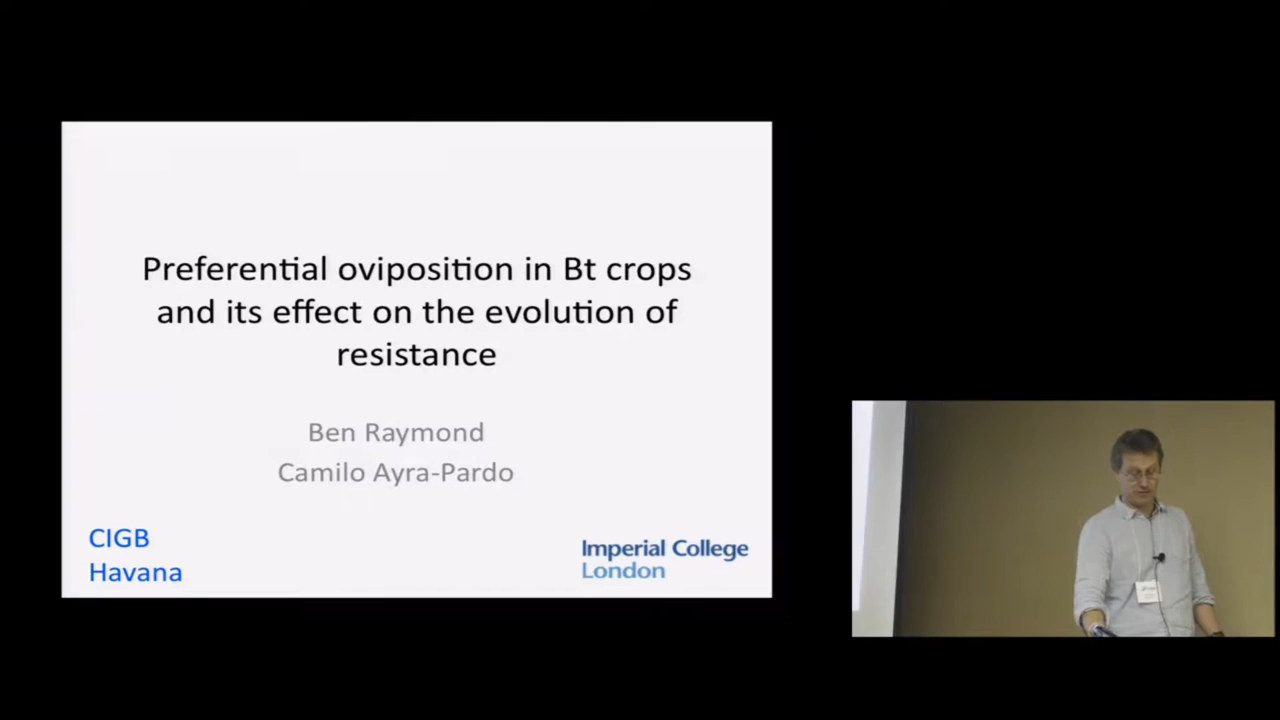 Preferential oviposition in Bt crops
and its effect on the evolution of
resistance
Ben Raymond
Camilo Ayra-Pardo
CIGB
Havana
Imperial College
London